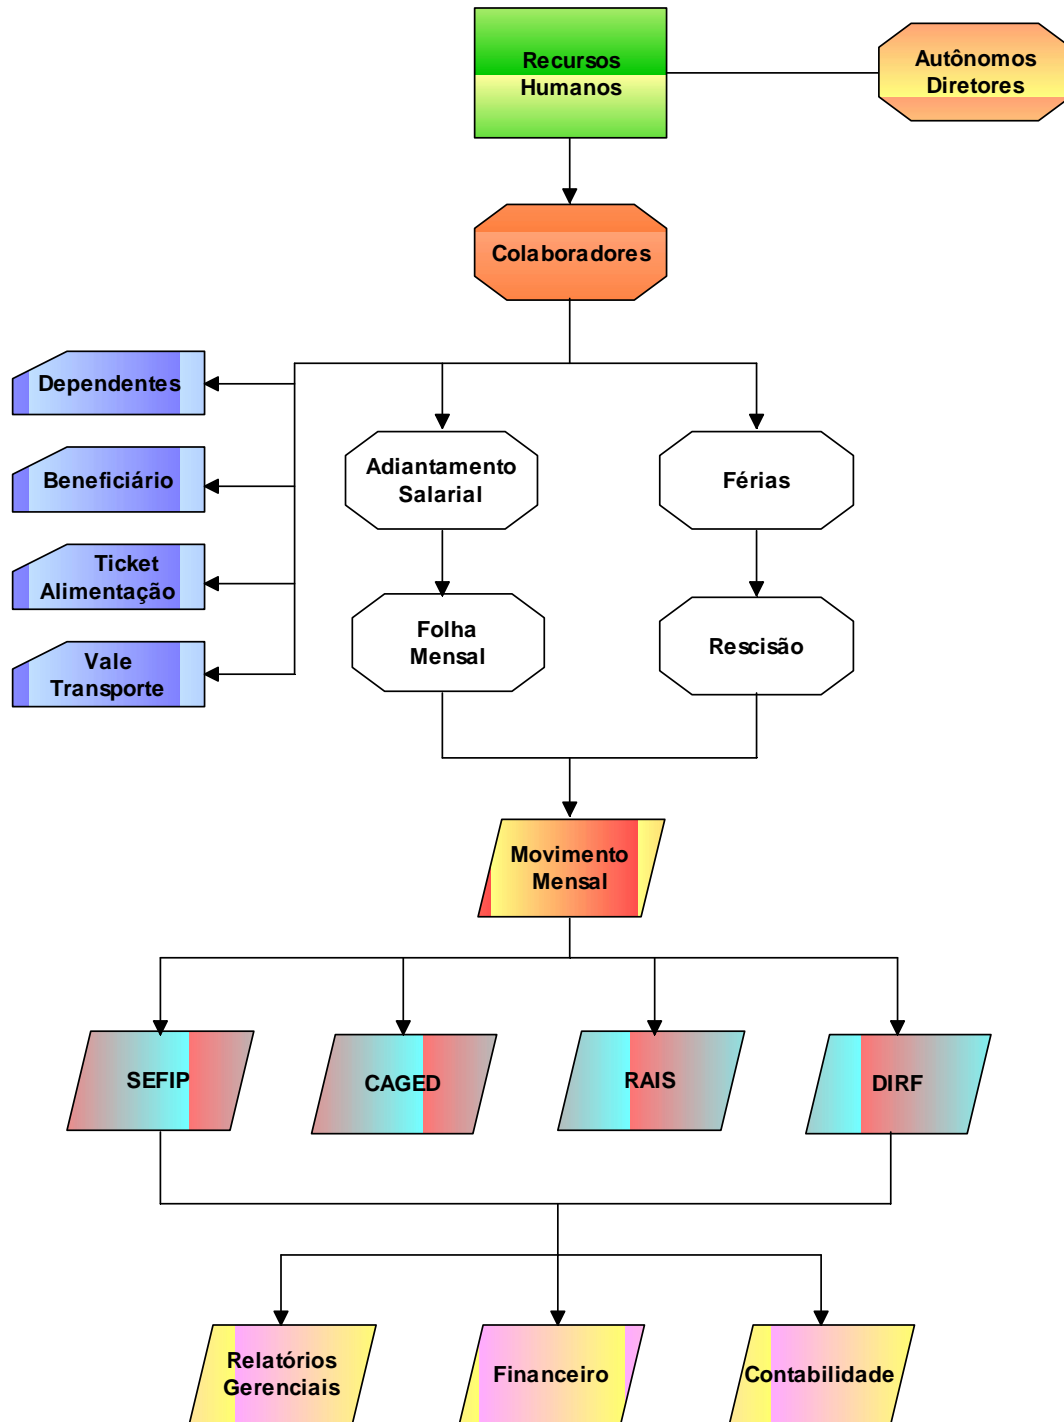 Recursos
Humanos
Autônomos
Diretores
Colaboradores
Dependentes
Beneficiário
Ticket
Alimentação
Vale
Transporte
Adiantamento
Salarial
Férias
Folha
Mensal
Rescisão
Movimento
Mensal
SEFIP
CAGED
RAIS
DIRF
Relatórios
Gerenciais
Financeiro
Contabilidade